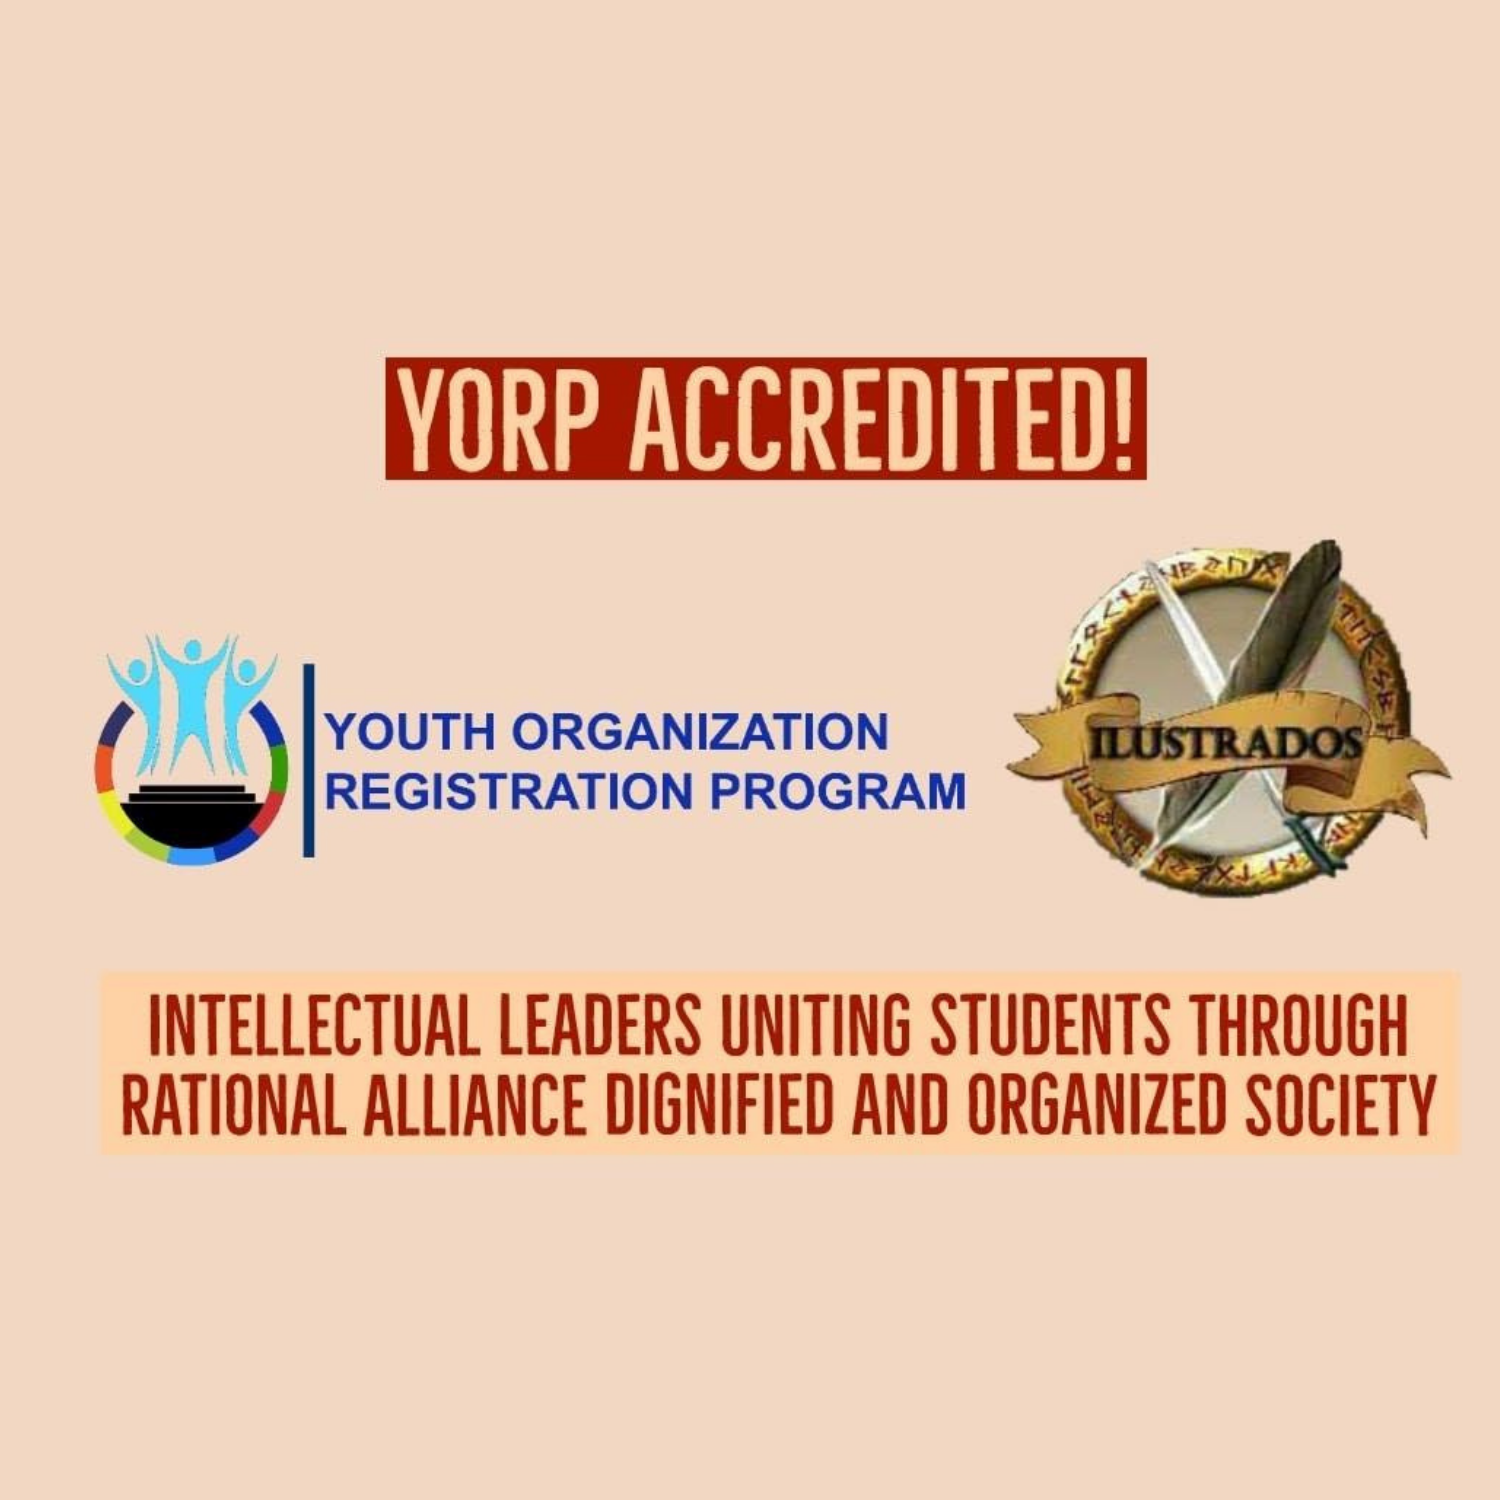 YORP ACCREDITED!
YOUTH ORGANIZATION
REGISTRATION PROGRAM
ILUSTRADOS
INTELLECTUAL LEADERS UNITING STUDENTS THROUGH
RATIONAL ALLIANCE DIGNIFIED AND ORGANIZED SOCIETY